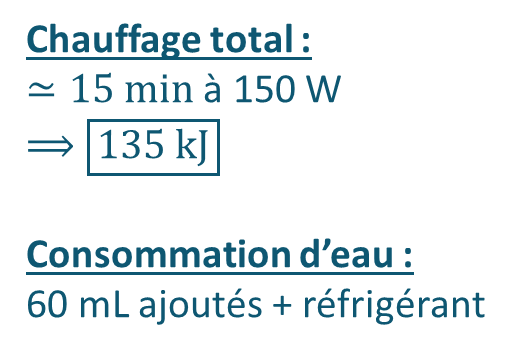 Chauffage total :
≃ 15 min à 150 W
⟹ 135 kJ
Consommation d’eau :
60 mL ajoutés + réfrigérant